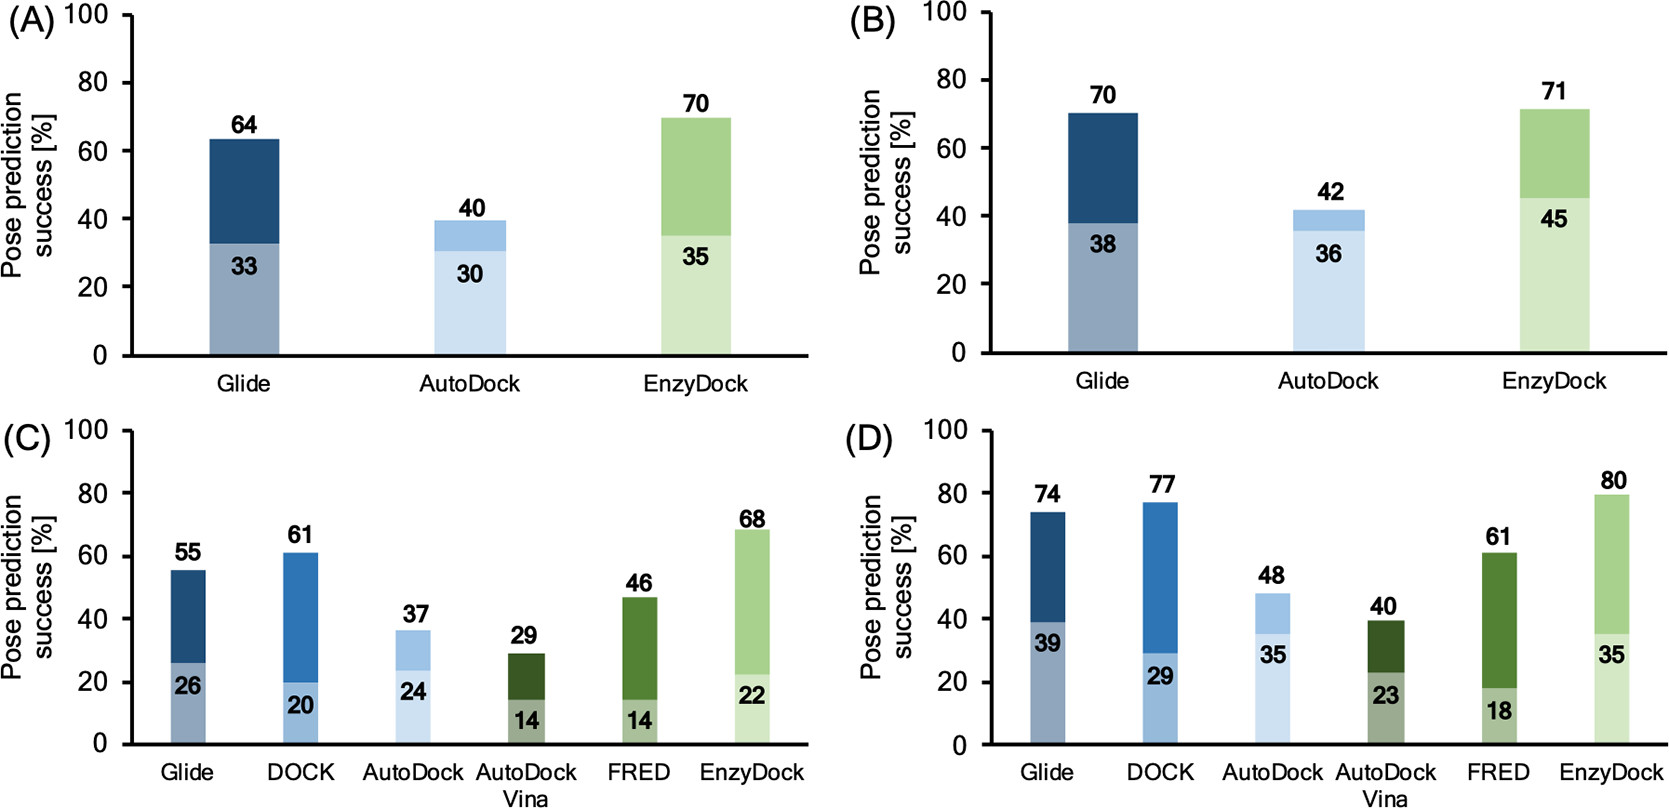 (A)
Pose prediction
success [%]
100
80
60
40
20
0
64
33
40
30
70
35
Glide
AutoDock
EnzyDock
(B)
Pose prediction
success [%]
100
80
60
40
20
0
70
38
42
36
71
45
Glide
AutoDock
EnzyDock
(C)
Pose prediction
success [%]
100
80
60
40
20
0
55
26
61
20
37
24
29
14
46
14
68
22
Glide
DOCK
AutoDock
AutoDock
Vina
FRED
EnzyDock
(D)
Pose prediction
success [%]
100
80
60
40
20
0
74
39
77
29
48
35
40
23
61
18
80
35
Glide
DOCK
AutoDock
AutoDock
Vina
FRED
EnzyDock